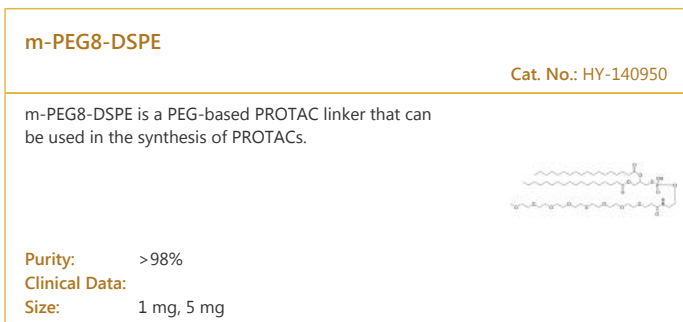 m-PEG8-DSPE
Cat. No.: HY-140950
m-PEG8-DSPE is a PEG-based PROTAC linker that can
be used in the synthesis of PROTACs.
Purity: >98%
Clinical Data:
Size: 1 mg, 5 mg